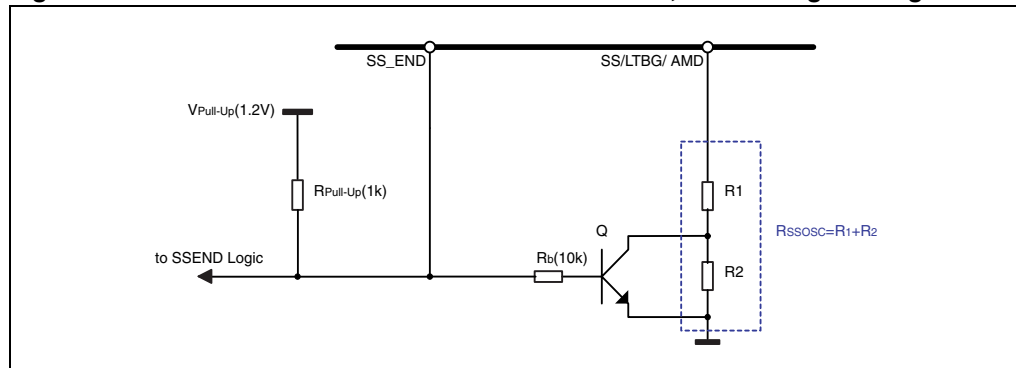 SS_END
SS/LTBG/ AMD
VPull-Up(1.2V)
RPull-Up(1k)
R1
Q
RSSOSC=R1+R2
to SSEND Logic
Rb(10k)
R2